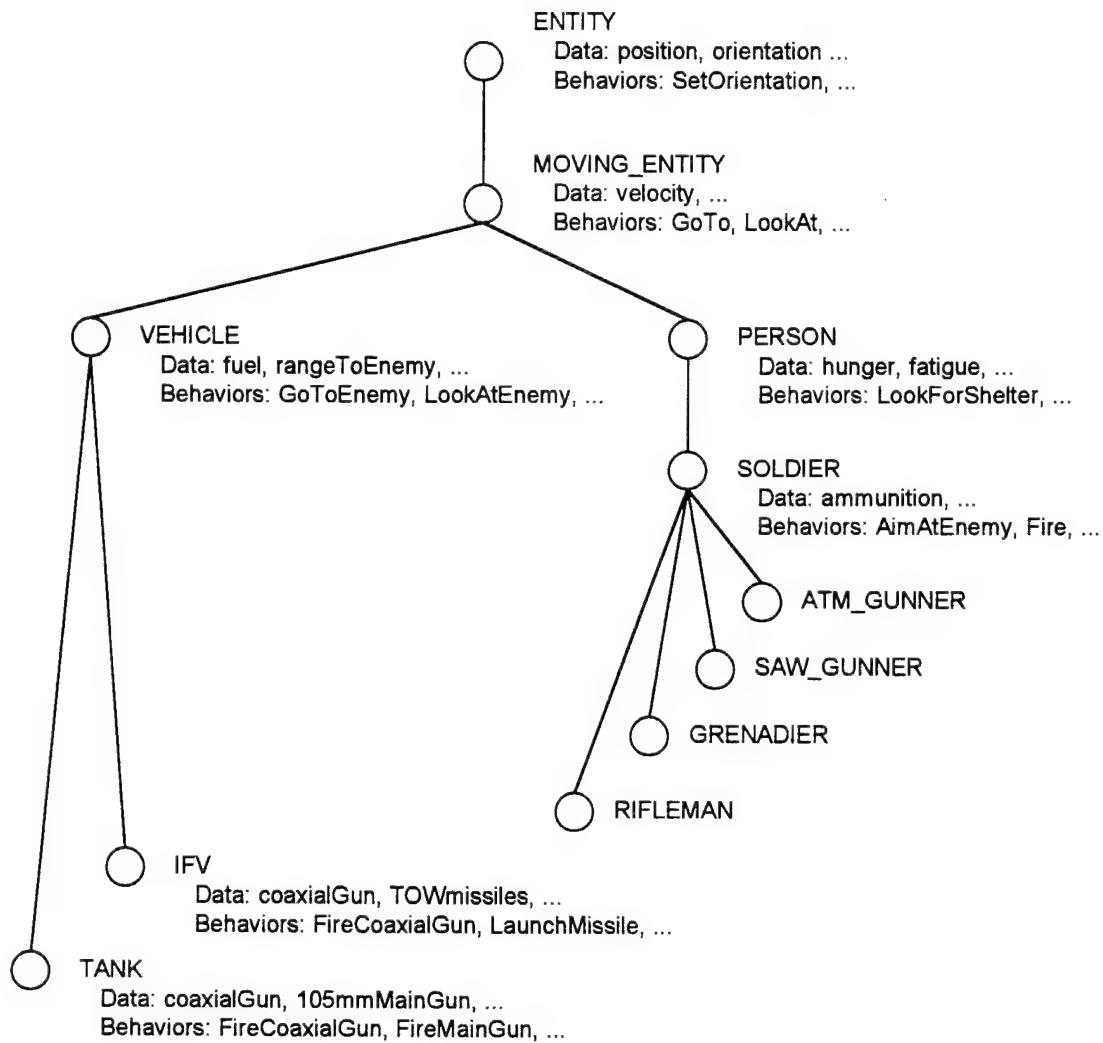 ENTITY
Data: position, orientation ...
Behaviors: SetOrientation, ...
MOVING_ENTITY
Data: velocity, ...
Behaviors: GoTo, LookAt, ...
VEHICLE
Data: fuel, rangeToEnemy, ...
Behaviors: GoToEnemy, LookAtEnemy, ...
PERSON
Data: hunger, fatigue, ...
Behaviors: LookForShelter, ...
SOLDIER
Data: ammunition, ...
Behaviors: AimAtEnemy, Fire, ...
ATM_GUNNER
SAW_GUNNER
GRENADIER
RIFLEMAN
IFV
Data: coaxialGun, TOWmissiles, ...
Behaviors: FireCoaxialGun, LaunchMissile, ...
TANK
Data: coaxialGun, 105mmMainGun, ...
Behaviors: FireCoaxialGun, FireMainGun, ...